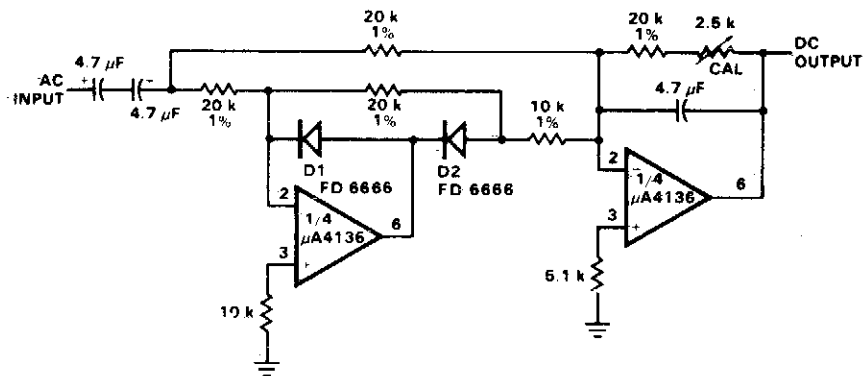 20 k
1%
20 k
1%
2.5 k
CAL
DC
OUTPUT
4.7 μF
+
−
AC
INPUT
4.7 μF
20 k
1%
20 k
1%
10 k
1%
4.7 μF
D1
FD 6666
D2
FD 6666
2
−
1/4
μA4136
6
3
+
10 k
2
−
1/4
μA4136
6
3
+
5.1 k